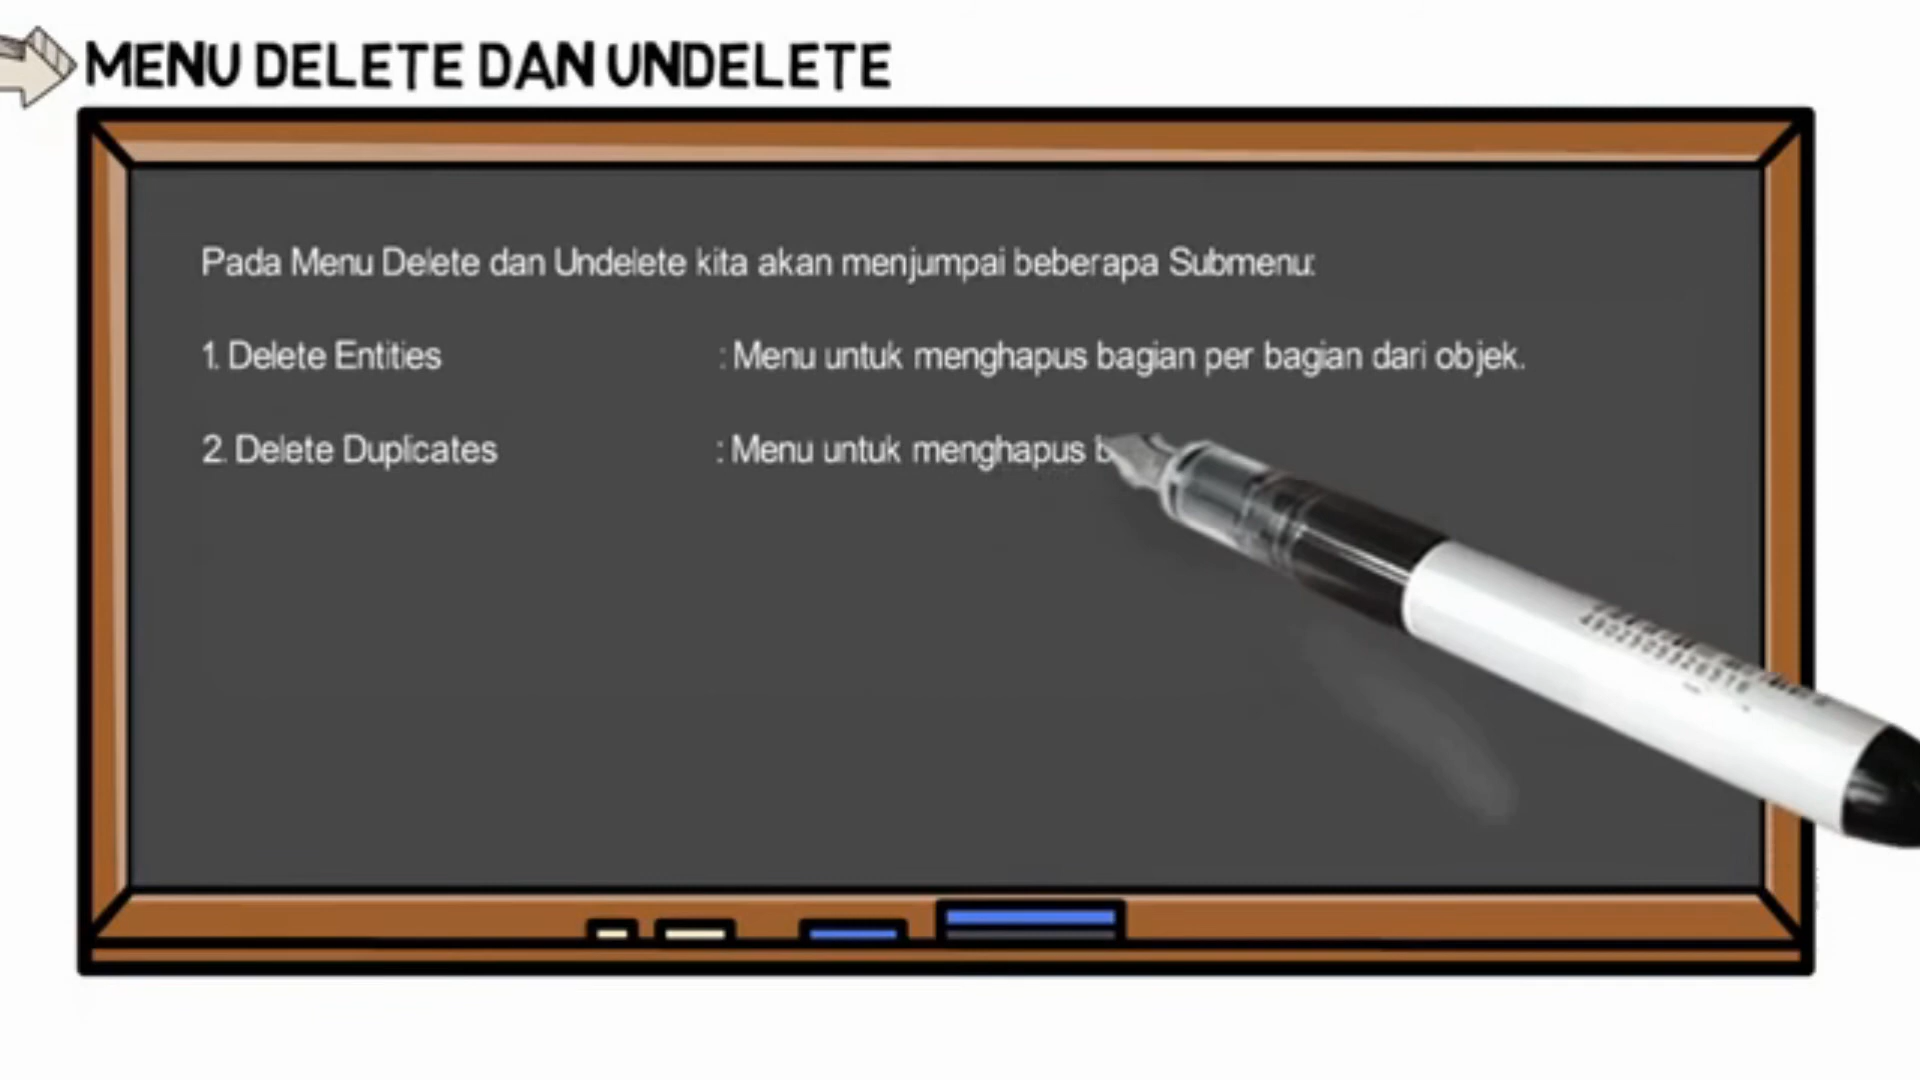 MENU DELETE DAN UNDELETE
Pada Menu Delete dan Undelete kita akan menjumpai beberapa Submenu:
1. Delete Entities : Menu untuk menghapus bagian per bagian dari objek.
2. Delete Duplicates : Menu untuk menghapus